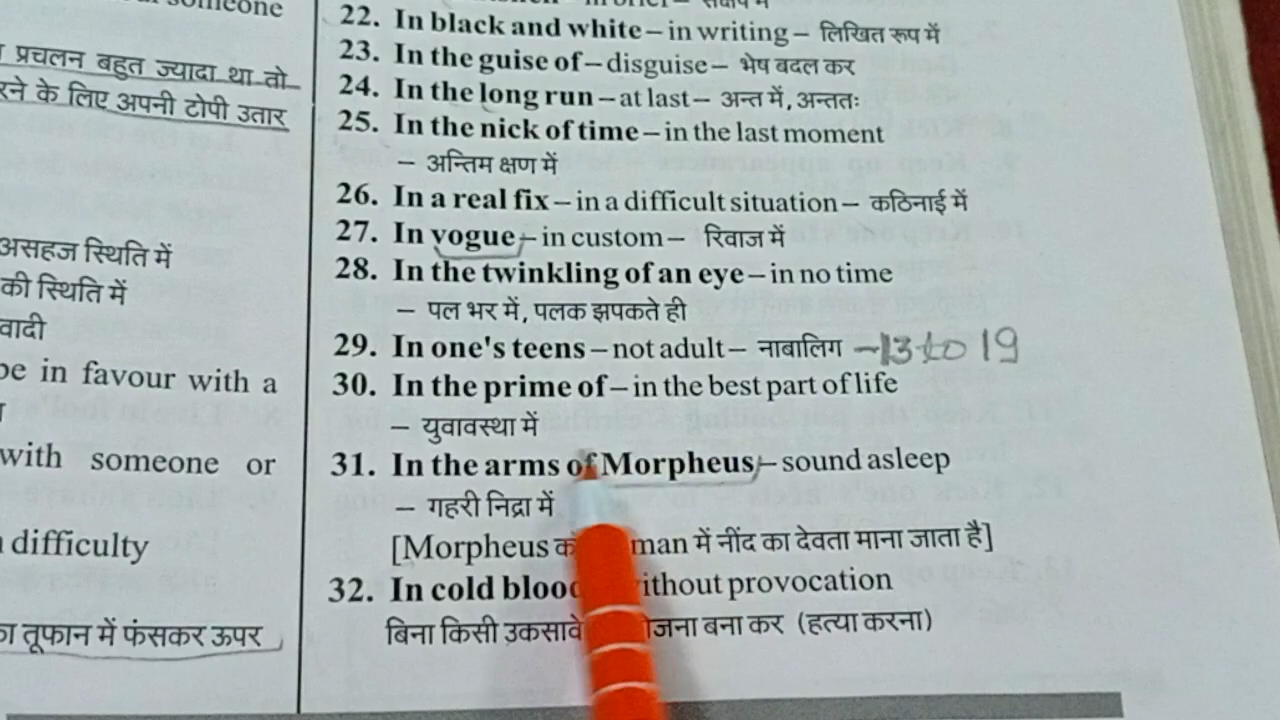 someone
प्रचलन बहुत ज्यादा था तो
रने के लिए अपनी टोपी उतार
असहज स्थिति में
की स्थिति में
वादी
be in favour with a
with someone or
difficulty
का तूफान में फंसकर ऊपर
22. In black and white – in writing – लिखित रूप में
23. In the guise of – disguise – भेष बदल कर
24. In the long run – at last – अन्त में, अन्ततः
25. In the nick of time – in the last moment
– अन्तिम क्षण में
26. In a real fix – in a difficult situation – कठिनाई में
27. In vogue – in custom – रिवाज में
28. In the twinkling of an eye – in no time
– पल भर में, पलक झपकते ही
29. In one's teens – not adult – नाबालिग – 13 to 19
30. In the prime of – in the best part of life
– युवावस्था में
31. In the arms of Morpheus – sound asleep
– गहरी निद्रा में
[Morpheus man में नींद का देवता माना जाता है]
32. In cold blood ithout provocation
बिना किसी उकसावे जना बना कर (हत्या करना)